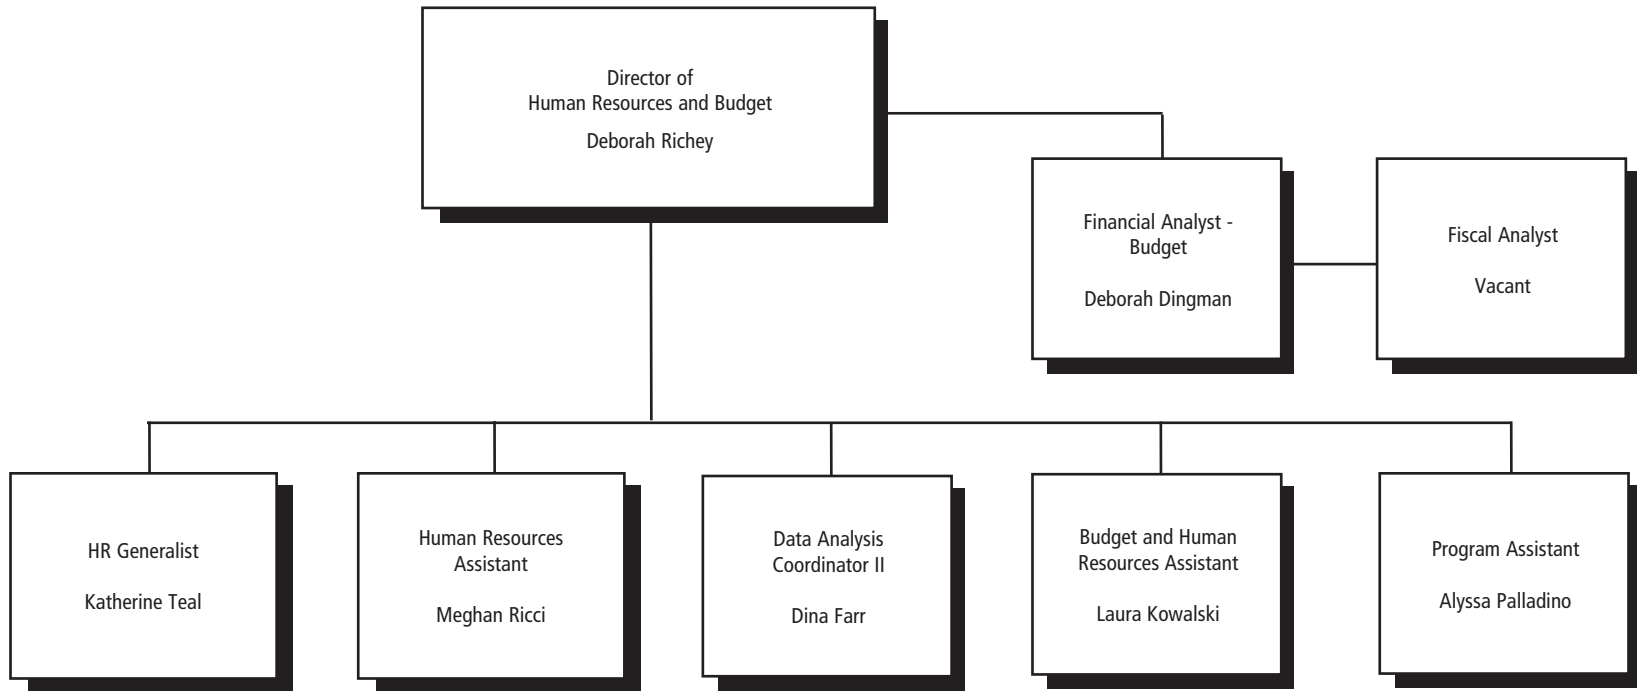 Director of
Human Resources and Budget
Deborah Richey
Financial Analyst -
Budget
Deborah Dingman
Fiscal Analyst
Vacant
HR Generalist
Katherine Teal
Human Resources
Assistant
Meghan Ricci
Data Analysis
Coordinator II
Dina Farr
Budget and Human
Resources Assistant
Laura Kowalski
Program Assistant
Alyssa Palladino